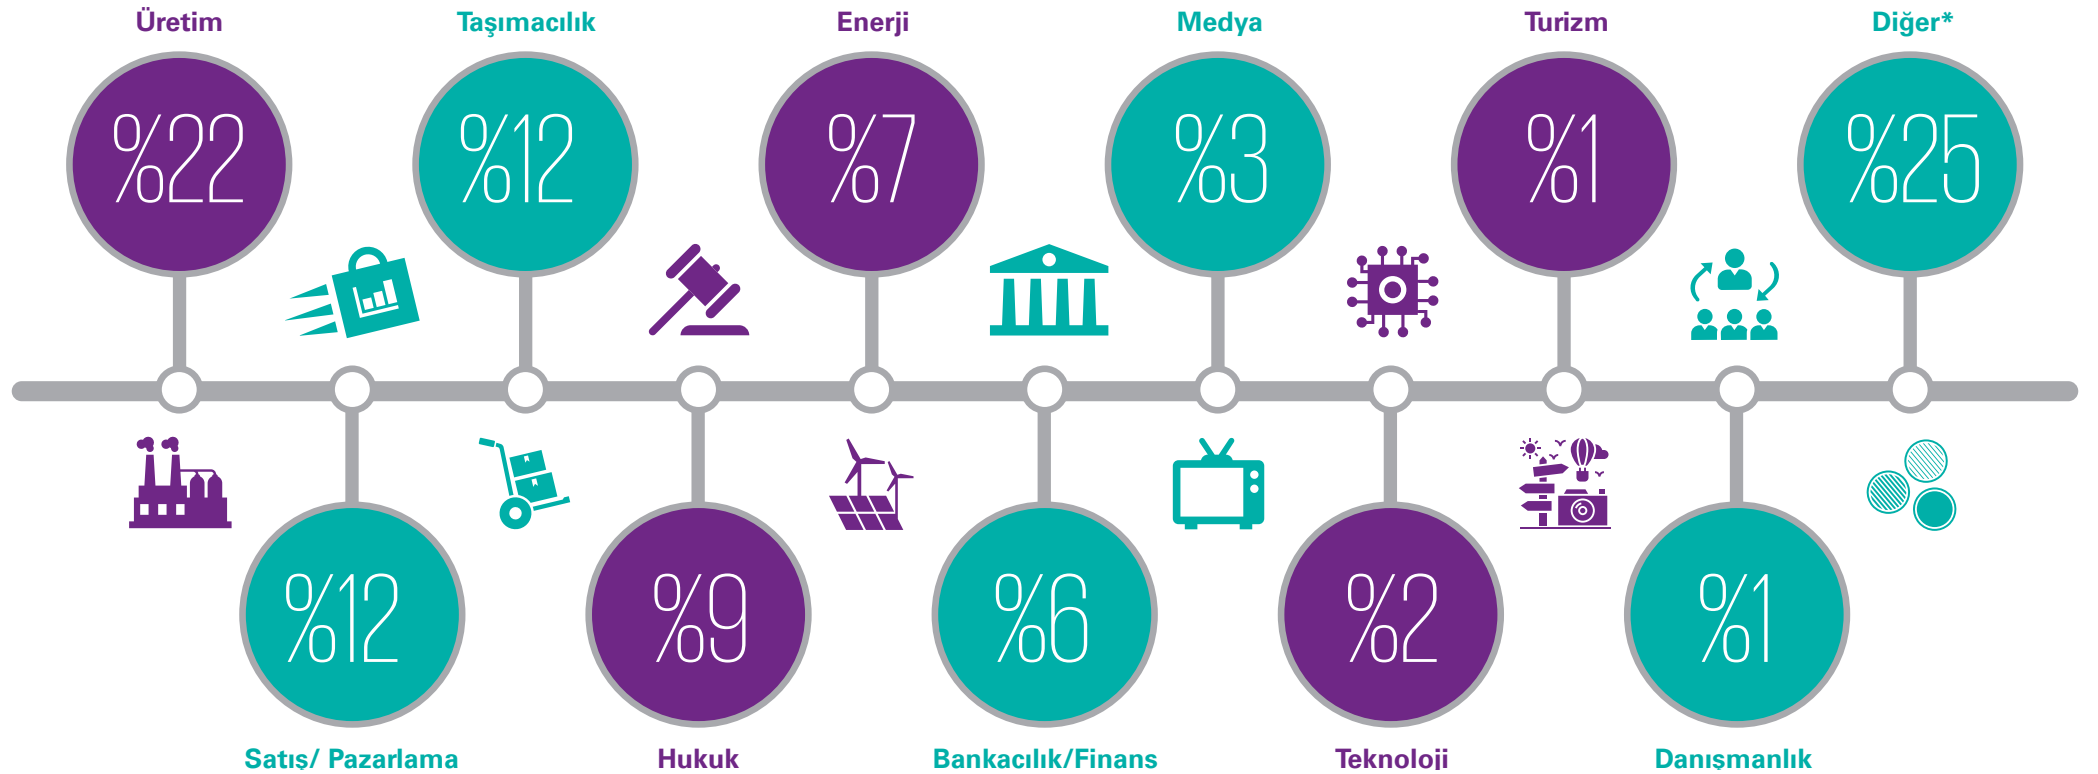 Üretim
Taşımacılık
Enerji
Medya
Turizm
Diğer*
%22
%12
%7
%3
%1
%25
%12
%9
%6
%2
%1
Satış/ Pazarlama
Hukuk
Bankacılık/Finans
Teknoloji
Danışmanlık